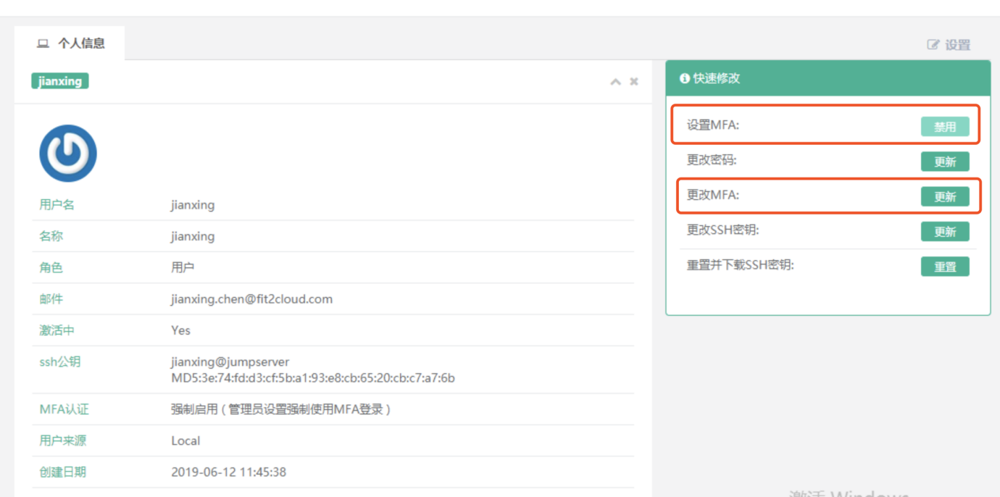 个人信息
设置
jianxing
用户名 jianxing
名称 jianxing
角色 用户
邮件 jianxing.chen@fit2cloud.com
激活中 Yes
ssh公钥 jianxing@jumpserver
MD5:3e:74:fd:d3:cf:5b:a1:93:e8:cb:65:20:cb:c7:a7:6b
MFA认证 强制启用 ( 管理员设置强制使用MFA登录 )
用户来源 Local
创建日期 2019-06-12 11:45:38
快速修改
设置MFA: 禁用
更改密码: 更新
更改MFA: 更新
更改SSH密钥: 更新
重置并下载SSH密钥: 重置
激活 Windows